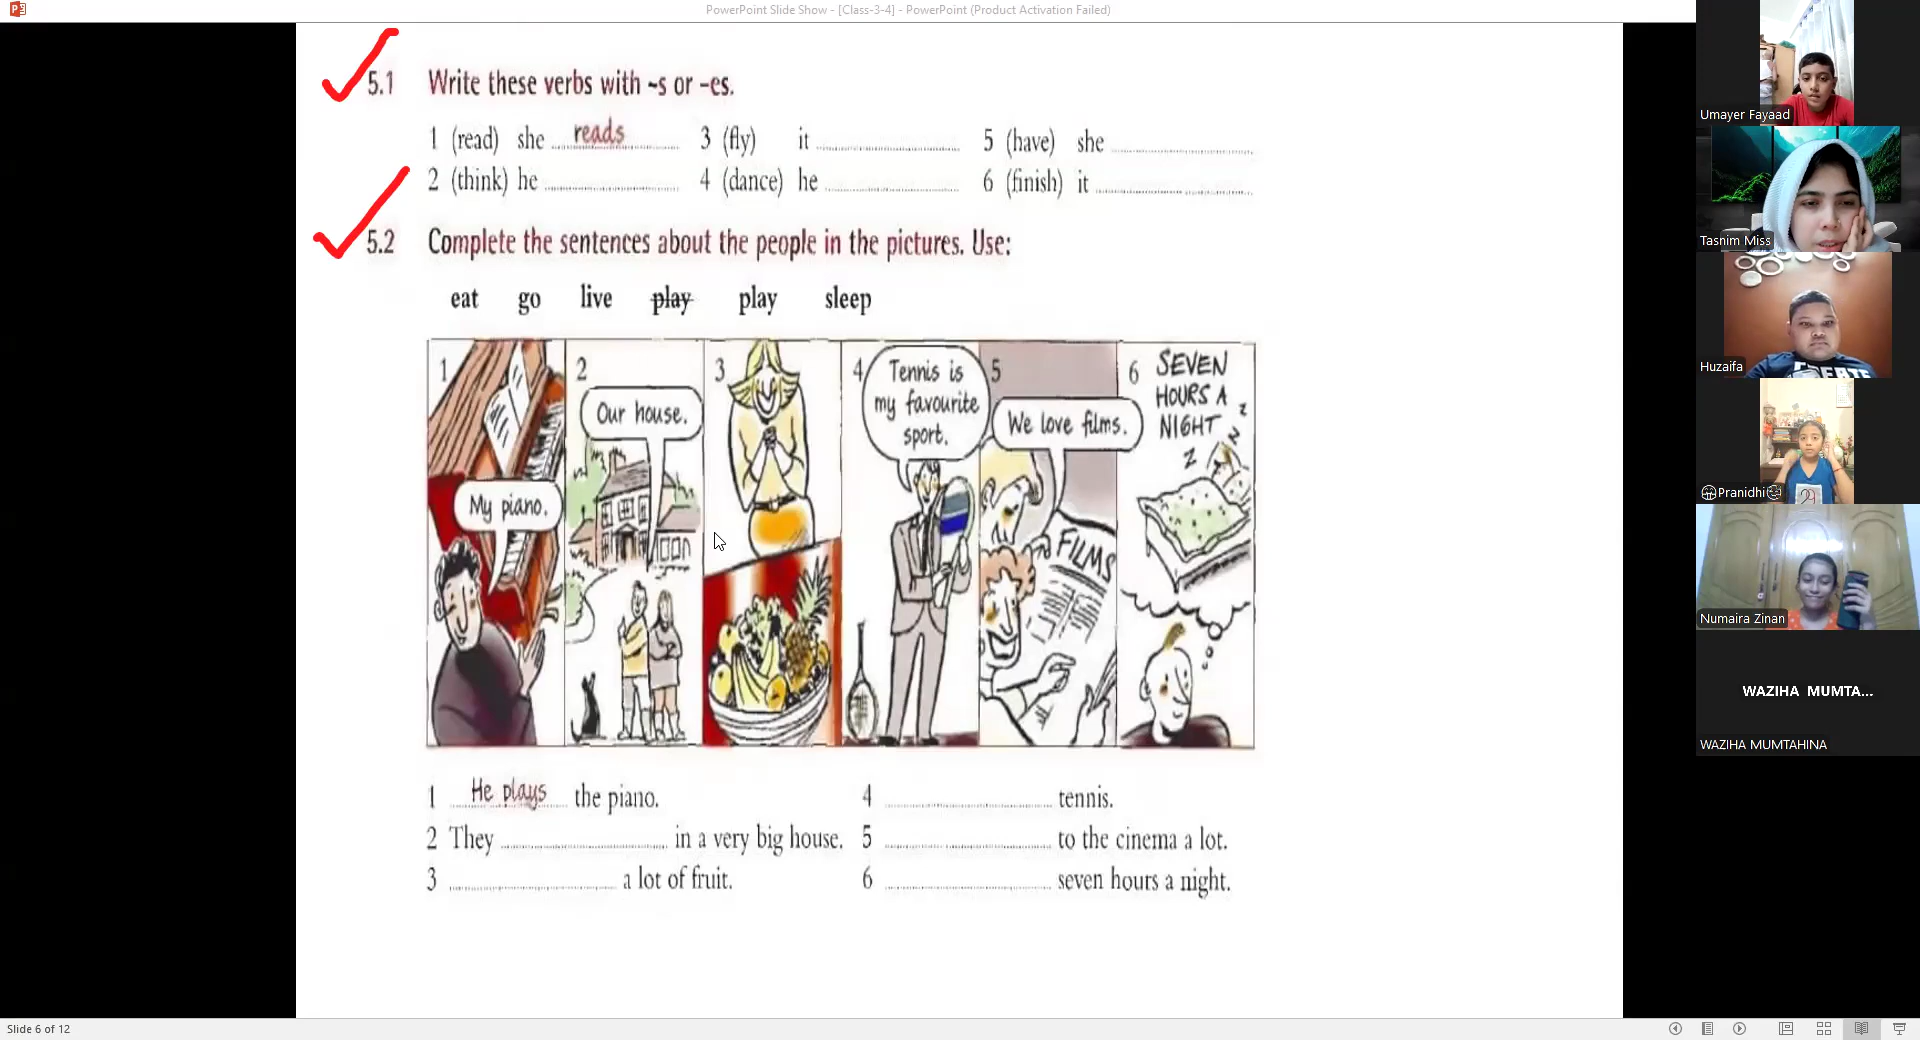 PowerPoint Slide Show - [Class-3-4] - PowerPoint (Product Activation Failed)
5.1 Write these verbs with -s or -es.
1 (read) she reads 3 (fly) it 5 (have) she
2 (think) he 4 (dance) he 6 (finish) it
5.2 Complete the sentences about the people in the pictures. Use:
eat go live play play sleep
1
My piano.
2
Our house.
3
4
Tennis is
my favourite
sport.
5
We love films.
FILMS
6
SEVEN
HOURS A
NIGHT
z
z
z
1 He plays the piano.
2 They in a very big house.
3 a lot of fruit.
4 tennis.
5 to the cinema a lot.
6 seven hours a night.
Umayer Fayaad
Tasnim Miss
Huzaifa
Pranidhi
Numaira Zinan
WAZIHA MUMTA...
WAZIHA MUMTAHINA
Slide 6 of 12